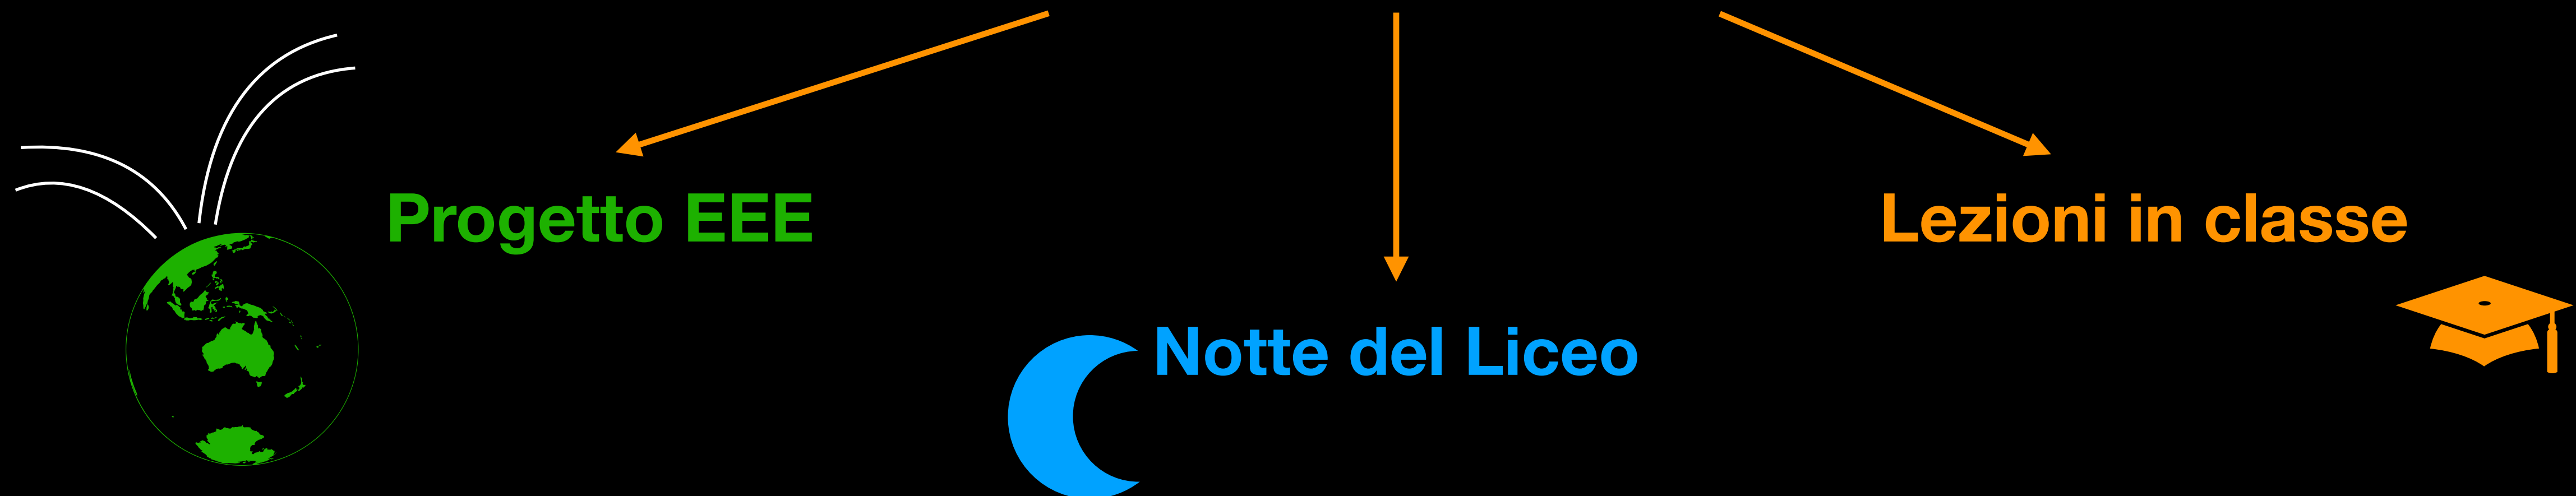 Progetto EEE
Lezioni in classe
Notte del Liceo